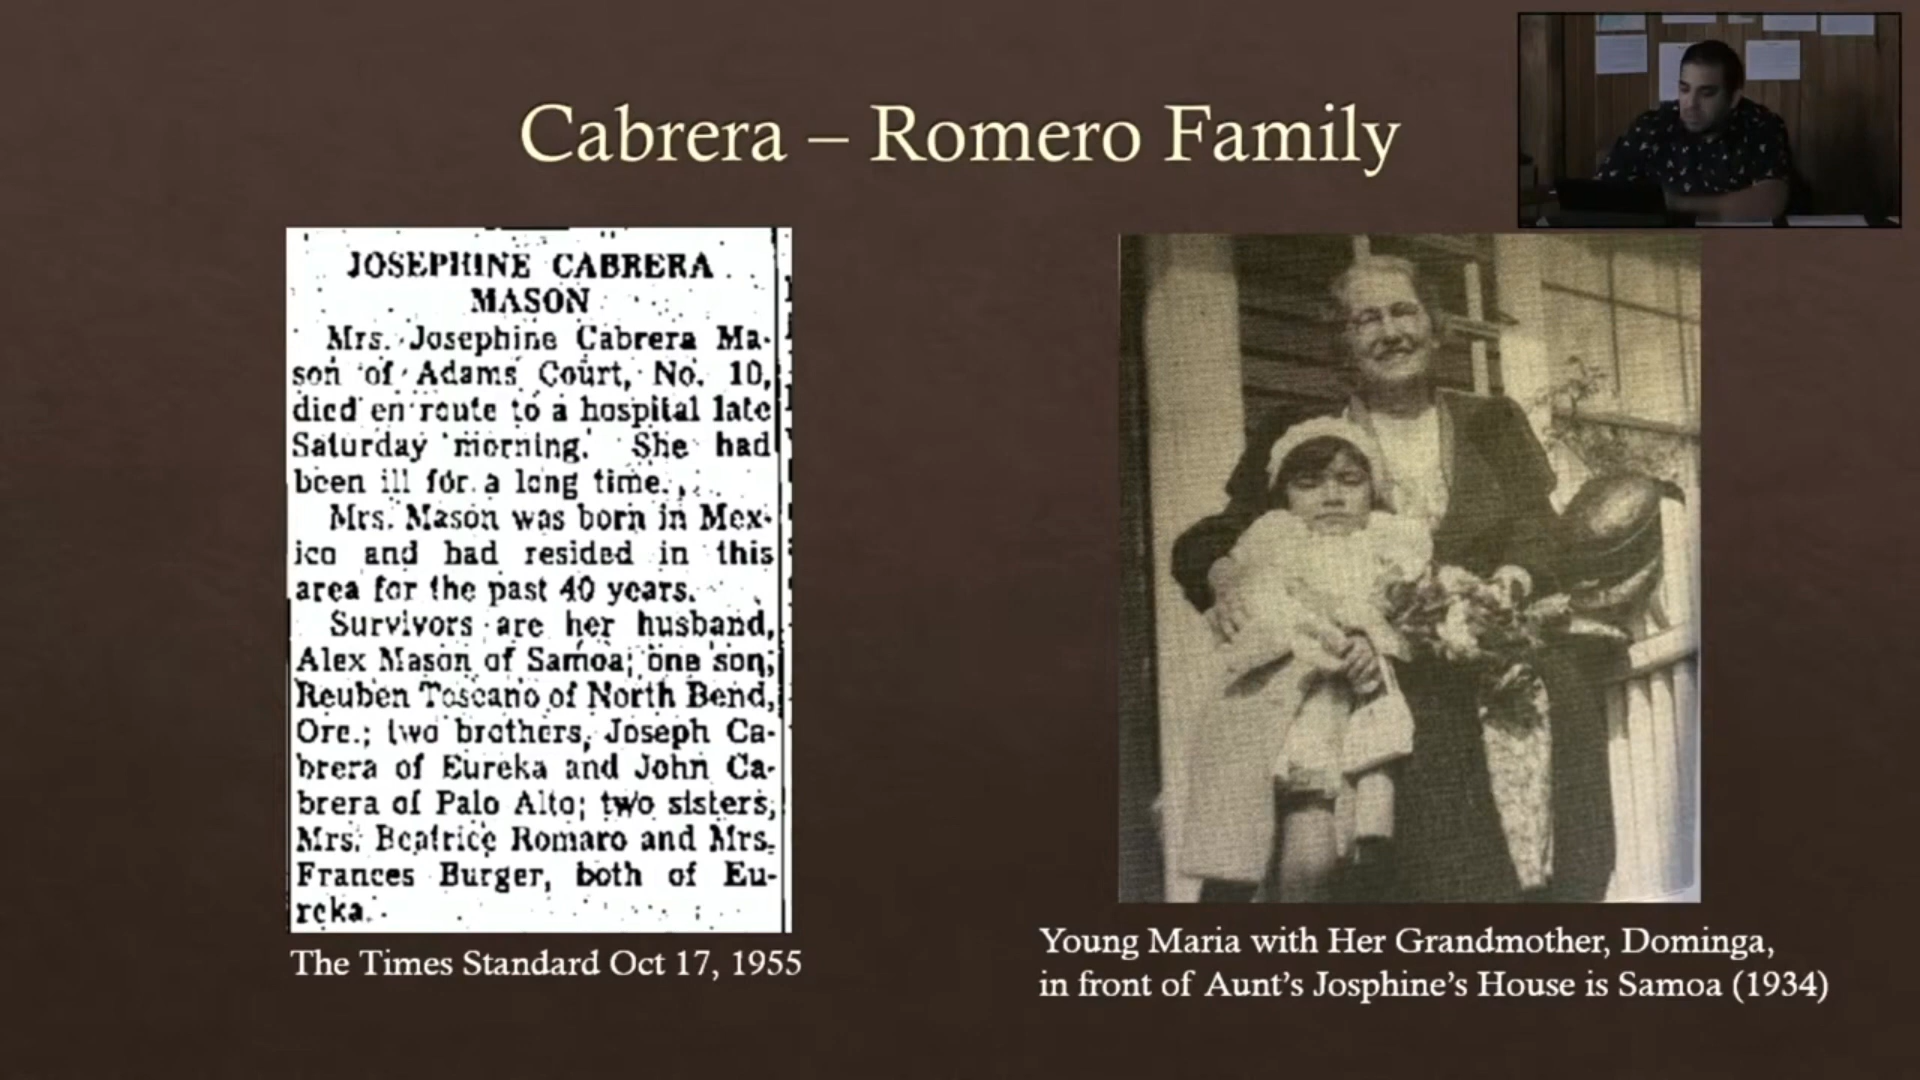 Cabrera – Romero Family
JOSEPHINE CABRERA
MASON
Mrs. Josephine Cabrera Ma-
son of Adams Court, No. 10,
died en route to a hospital late
Saturday morning. She had
been ill for a long time.
Mrs. Mason was born in Mex-
ico and had resided in this
area for the past 40 years.
Survivors are her husband,
Alex Mason of Samoa; one son,
Reuben Toscano of North Bend,
Ore.; two brothers, Joseph Ca-
brera of Eureka and John Ca-
brera of Palo Alto; two sisters,
Mrs. Beatrice Romaro and Mrs.
Frances Burger, both of Eu-
reka.
The Times Standard Oct 17, 1955
Young Maria with Her Grandmother, Dominga,
in front of Aunt's Josphine's House is Samoa (1934)